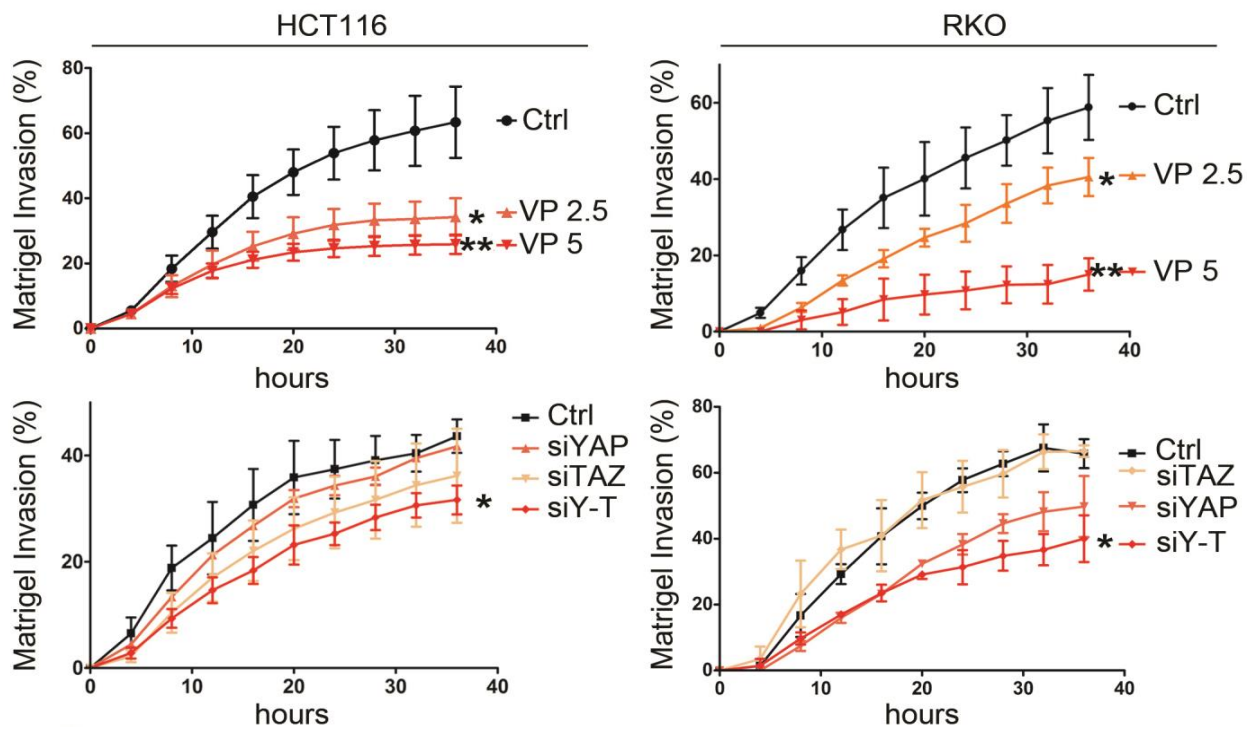 HCT116
RKO
Matrigel Invasion (%)
80
60
40
20
0
0 10 20 30 40
hours
Ctrl
VP 2.5
*
VP 5
**
Matrigel Invasion (%)
60
40
20
0
0 10 20 30 40
hours
Ctrl
VP 2.5
*
VP 5
**
Matrigel Invasion (%)
40
20
0
0 10 20 30 40
hours
Ctrl
siYAP
siTAZ
siY-T
*
Matrigel Invasion (%)
80
60
40
20
0
0 10 20 30 40
hours
Ctrl
siTAZ
siYAP
siY-T
*